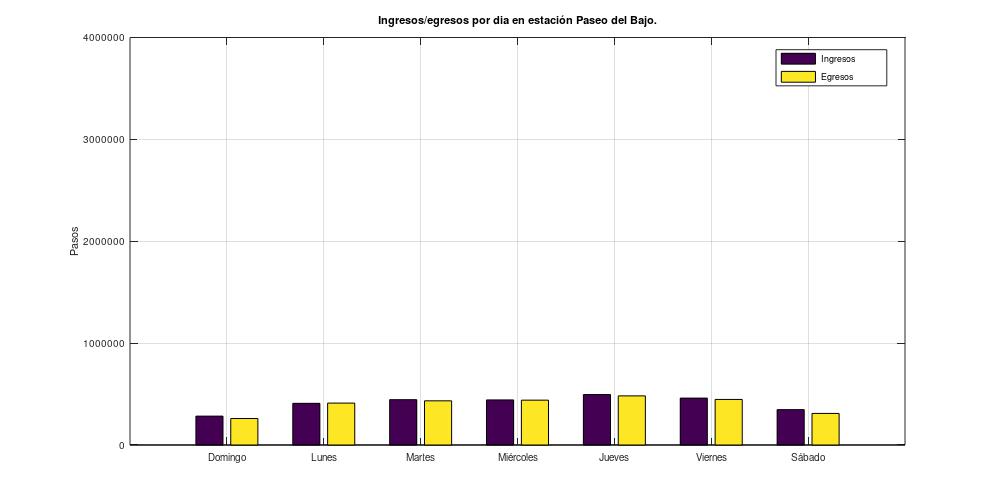 Ingresos/egresos por dia en estación Paseo del Bajo.
4000000
3000000
2000000
1000000
0
Pasos
Ingresos
Egresos
Domingo Lunes Martes Miércoles Jueves Viernes Sábado